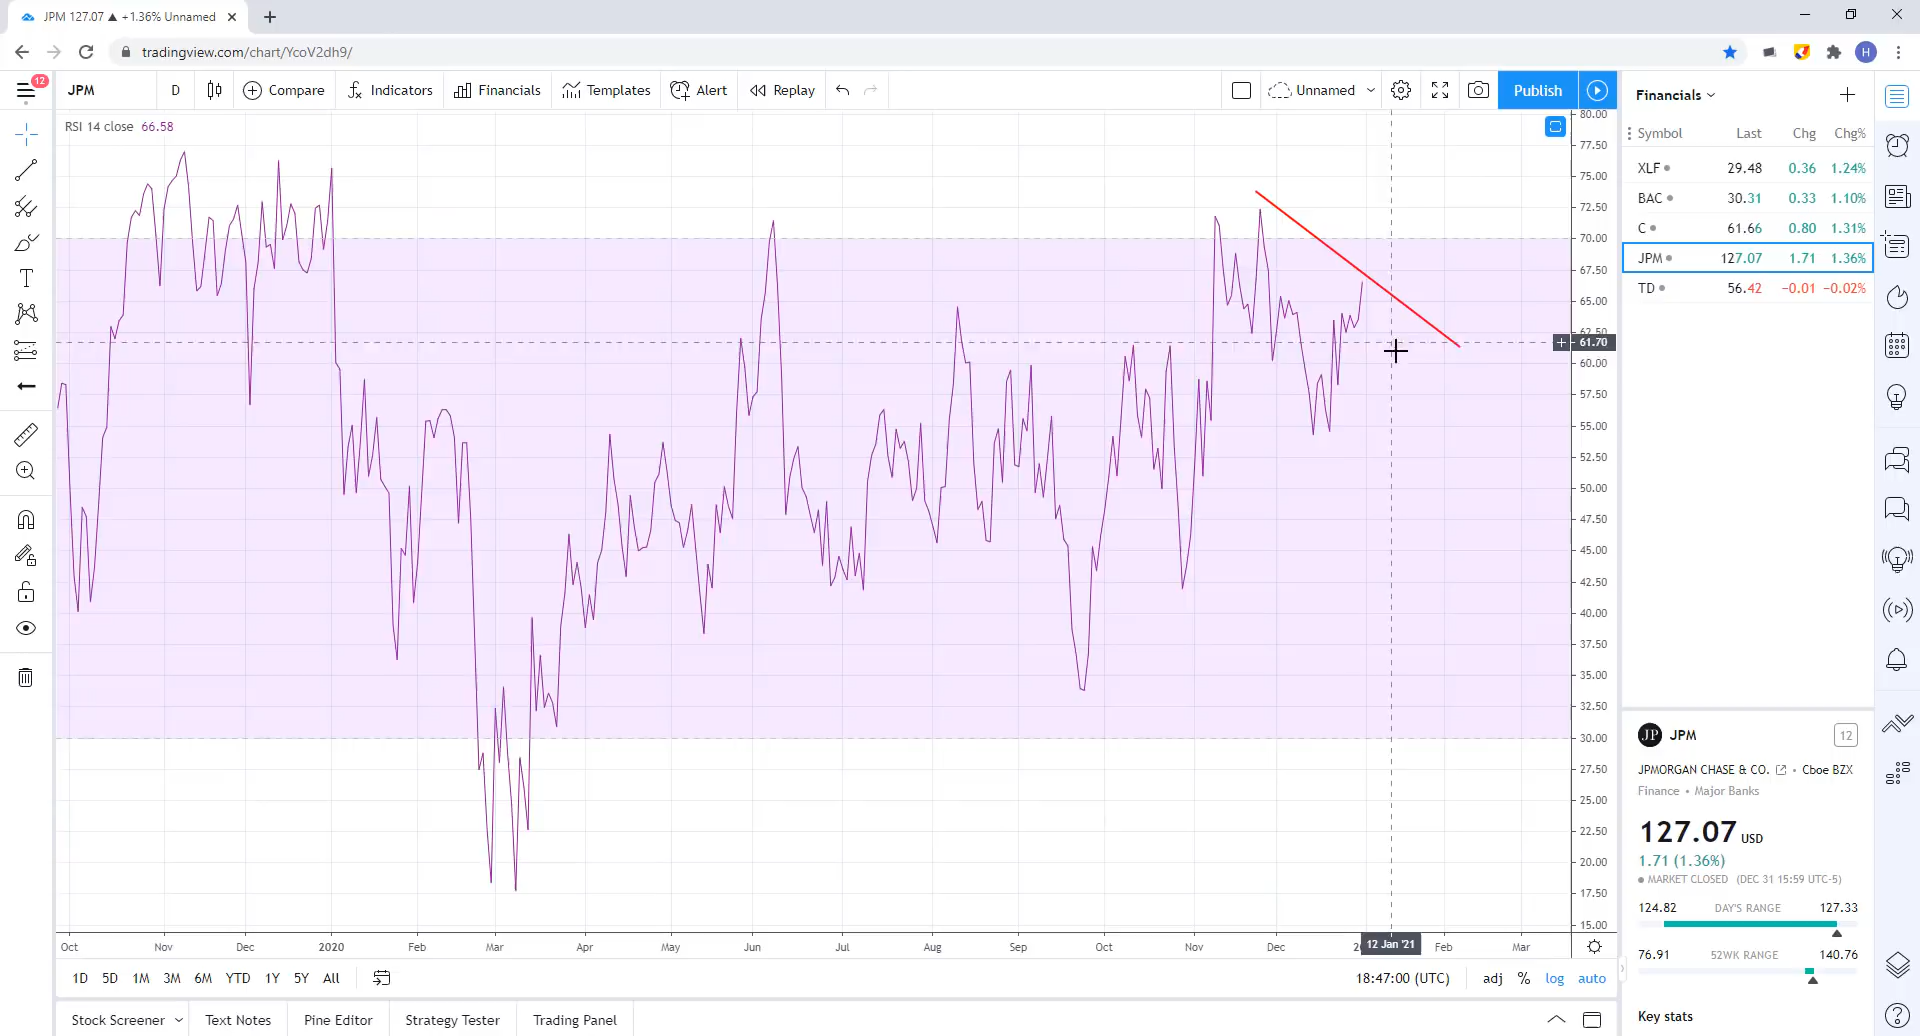 JPM 127.07 ▲ +1.36% Unnamed
tradingview.com/chart/YcoV2dh9/
H
12
JPM D Compare Indicators Financials Templates Alert Replay Unnamed Publish
RSI 14 close 66.58
80.00
77.50
75.00
72.50
70.00
67.50
65.00
62.50
61.70
60.00
57.50
55.00
52.50
50.00
47.50
45.00
42.50
40.00
37.50
35.00
32.50
30.00
27.50
25.00
22.50
20.00
17.50
15.00
Oct Nov Dec 2020 Feb Mar Apr May Jun Jul Aug Sep Oct Nov Dec 12 Jan '21 Feb Mar
1D 5D 1M 3M 6M YTD 1Y 5Y All 18:47:00 (UTC) adj % log auto
Stock Screener Text Notes Pine Editor Strategy Tester Trading Panel
Financials
Symbol Last Chg Chg%
XLF 29.48 0.36 1.24%
BAC 30.31 0.33 1.10%
C 61.66 0.80 1.31%
JPM 127.07 1.71 1.36%
TD 56.42 −0.01 −0.02%
JP JPM 12
JPMORGAN CHASE & CO. • Cboe BZX
Finance • Major Banks
127.07 USD
1.71 (1.36%)
MARKET CLOSED (DEC 31 15:59 UTC-5)
124.82 DAY'S RANGE 127.33
76.91 52WK RANGE 140.76
Key stats